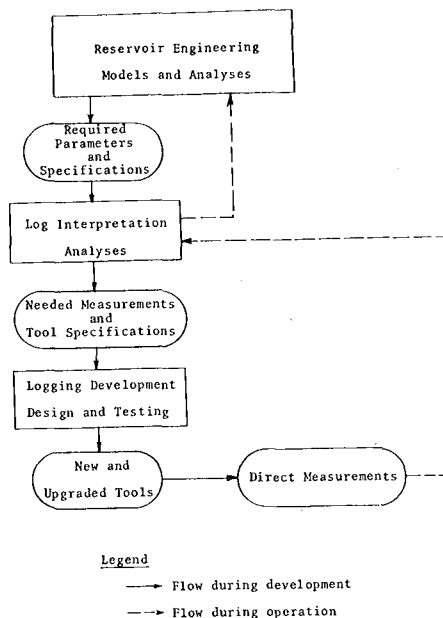 Reservoir Engineering
Models and Analyses
Required
Parameters
and
Specifications
Log Interpretation
Analyses
Needed Measurements
and
Tool Specifications
Logging Development
Design and Testing
New and
Upgraded Tools
Direct Measurements
Legend
Flow during development
Flow during operation